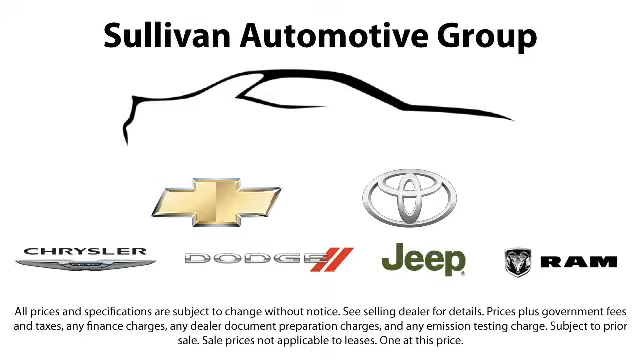 Sullivan Automotive Group
CHRYSLER
DODGE
Jeep
RAM
All prices and specifications are subject to change without notice. See selling dealer for details. Prices plus government fees
and taxes, any finance charges, any dealer document preparation charges, and any emission testing charge. Subject to prior
sale. Sale prices not applicable to leases. One at this price.